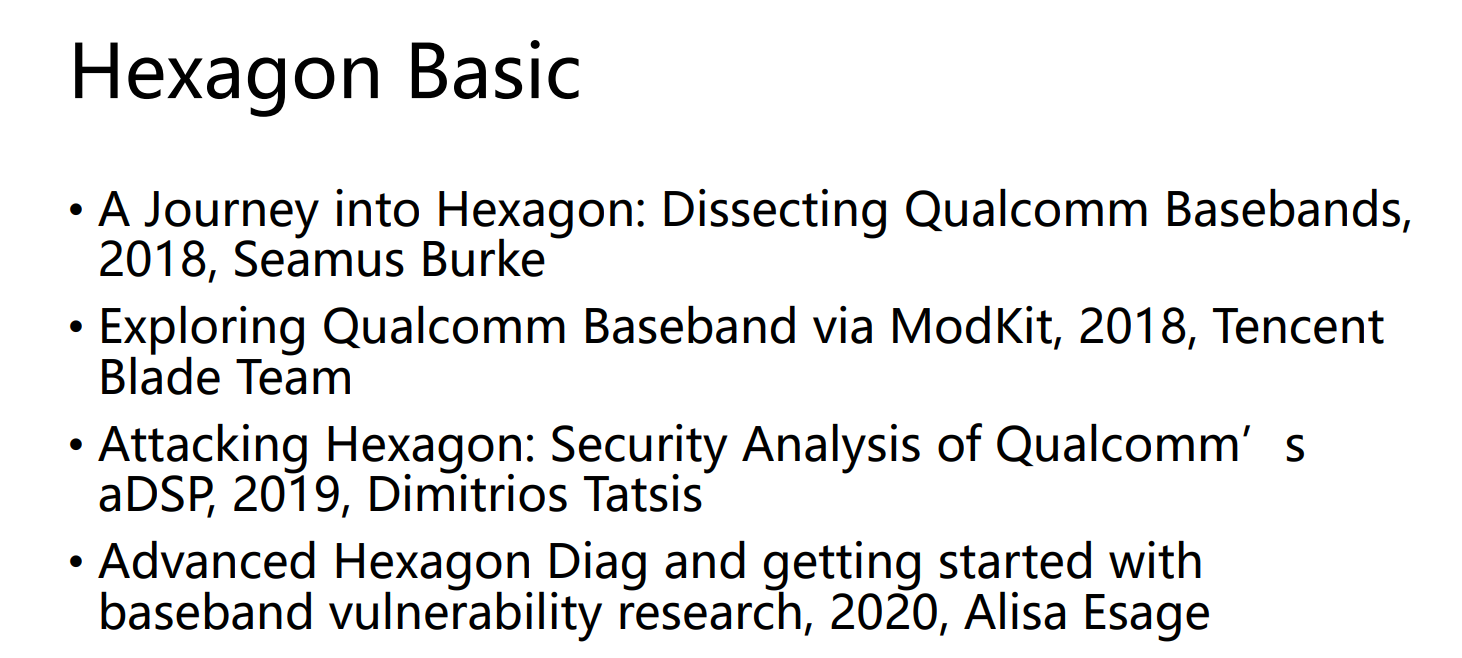 Hexagon Basic
• A Journey into Hexagon: Dissecting Qualcomm Basebands,
2018, Seamus Burke
• Exploring Qualcomm Baseband via ModKit, 2018, Tencent
Blade Team
• Attacking Hexagon: Security Analysis of Qualcomm’s
aDSP, 2019, Dimitrios Tatsis
• Advanced Hexagon Diag and getting started with
baseband vulnerability research, 2020, Alisa Esage